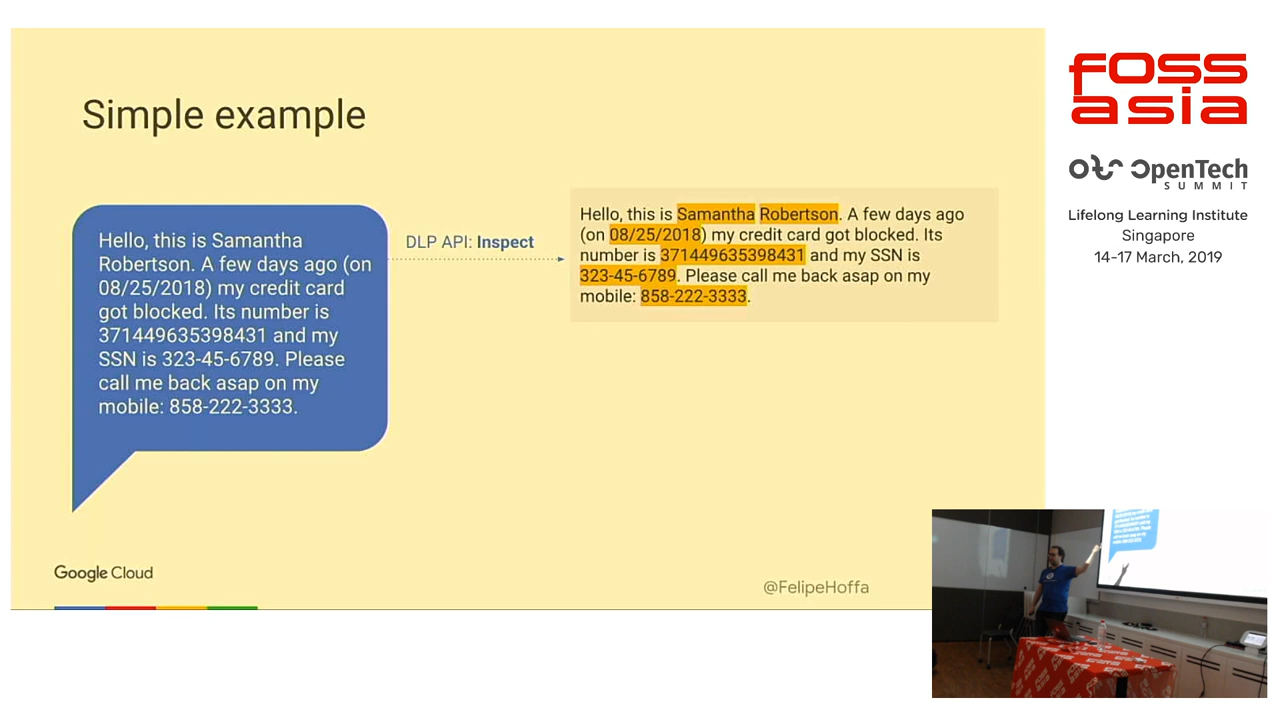 Simple example
Hello, this is Samantha
Robertson. A few days ago (on
08/25/2018) my credit card
got blocked. Its number is
371449635398431 and my
SSN is 323-45-6789. Please
call me back asap on my
mobile: 858-222-3333.
DLP API: Inspect
Hello, this is Samantha Robertson. A few days ago
(on 08/25/2018) my credit card got blocked. Its
number is 371449635398431 and my SSN is
323-45-6789. Please call me back asap on my
mobile: 858-222-3333.
Google Cloud
@FelipeHoffa
FOSS
asia
OpenTech
SUMMIT
Lifelong Learning Institute
Singapore
14-17 March, 2019